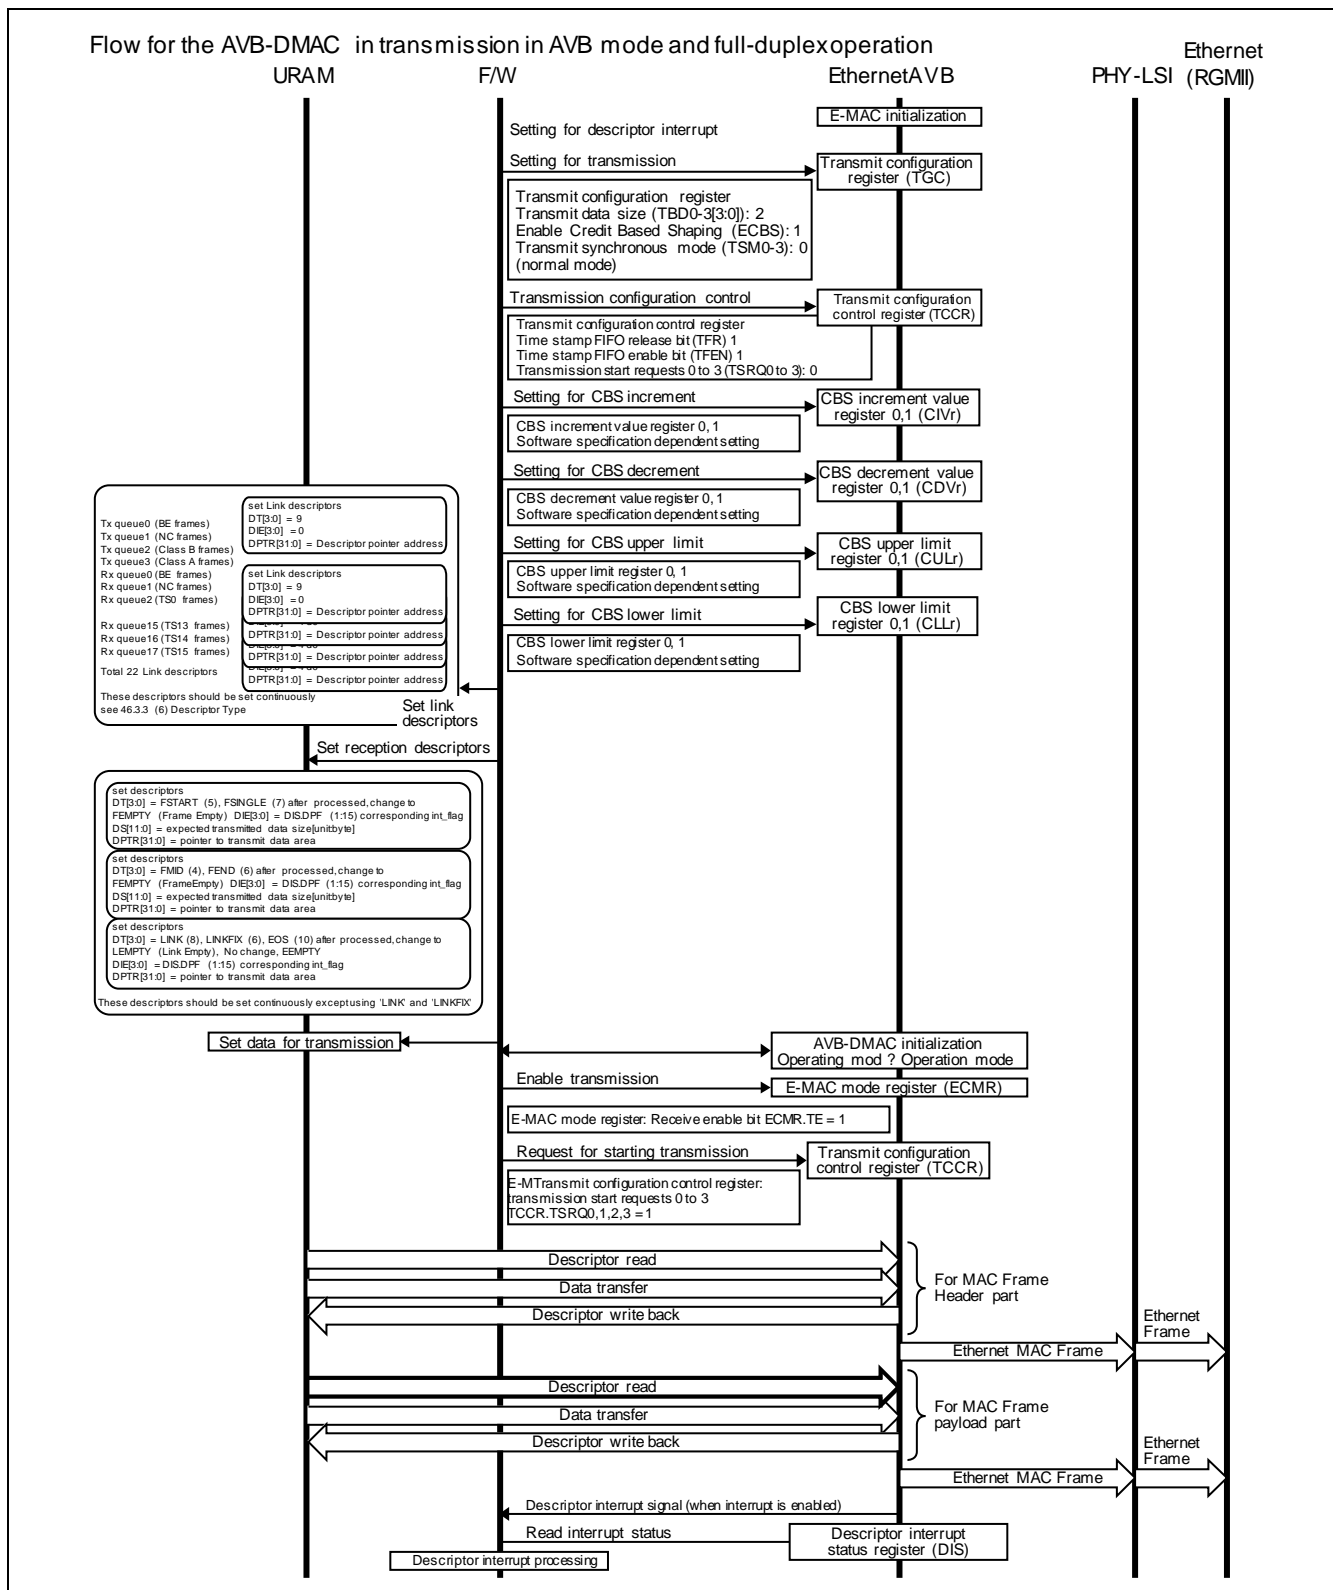 Flow for the AVB-DMAC in transmission in AVB mode and full-duplexoperation
URAM
F/W
EthernetAVB
PHY-LSI
Ethernet
(RGMII)
E-MAC initialization
Setting for descriptor interrupt
Setting for transmission
Transmit configuration
register (TGC)
Transmit configuration register
Transmit data size (TBD0-3[3:0]): 2
Enable Credit Based Shaping (ECBS): 1
Transmit synchronous mode (TSM0-3): 0
(normal mode)
Transmission configuration control
Transmit configuration
control register (TCCR)
Transmit configuration control register
Time stamp FIFO release bit (TFR) 1
Time stamp FIFO enable bit (TFEN) 1
Transmission start requests 0 to 3 (TSRQ0 to 3): 0
Setting for CBS increment
CBS increment value
register 0,1 (CIVr)
CBS increment value register 0, 1
Software specification dependent setting
Setting for CBS decrement
CBS decrement value
register 0,1 (CDVr)
CBS decrement value register 0, 1
Software specification dependent setting
Setting for CBS upper limit
CBS upper limit
register 0,1 (CULr)
CBS upper limit register 0, 1
Software specification dependent setting
Setting for CBS lower limit
CBS lower limit
register 0,1 (CLLr)
CBS lower limit register 0, 1
Software specification dependent setting
Tx queue0 (BE frames)
Tx queue1 (NC frames)
Tx queue2 (Class B frames)
Tx queue3 (Class A frames)
Rx queue0 (BE frames)
Rx queue1 (NC frames)
Rx queue2 (TS0 frames)
Rx queue15 (TS13 frames)
Rx queue16 (TS14 frames)
Rx queue17 (TS15 frames)
Total 22 Link descriptors
These descriptors should be set continuously
see 46.3.3 (6) Descriptor Type
set Link descriptors
DT[3:0] = 9
DIE[3:0] = 0
DPTR[31:0] = Descriptor pointer address
set Link descriptors
DT[3:0] = 9
DIE[3:0] = 0
DPTR[31:0] = Descriptor pointer address
DPTR[31:0] = Descriptor pointer address
DPTR[31:0] = Descriptor pointer address
DPTR[31:0] = Descriptor pointer address
Set link
descriptors
Set reception descriptors
set descriptors
DT[3:0] = FSTART (5), FSINGLE (7) after processed, change to
FEMPTY (Frame Empty) DIE[3:0] = DIS.DPF (1:15) corresponding int_flag
DS[11:0] = expected transmitted data size[unit:byte]
DPTR[31:0] = pointer to transmit data area
set descriptors
DT[3:0] = FMID (4), FEND (6) after processed, change to
FEMPTY (FrameEmpty) DIE[3:0] = DIS.DPF (1:15) corresponding int_flag
DS[11:0] = expected transmitted data size[unit:byte]
DPTR[31:0] = pointer to transmit data area
set descriptors
DT[3:0] = LINK (8), LINKFIX (6), EOS (10) after processed, change to
LEMPTY (Link Empty), No change, EEMPTY
DIE[3:0] = DIS.DPF (1:15) corresponding int_flag
DPTR[31:0] = pointer to transmit data area
These descriptors should be set continuously except using 'LINK' and 'LINKFIX'
Set data for transmission
AVB-DMAC initialization
Operating mod ? Operation mode
Enable transmission
E-MAC mode register (ECMR)
E-MAC mode register: Receive enable bit ECMR.TE = 1
Request for starting transmission
Transmit configuration
control register (TCCR)
E-MTransmit configuration control register:
transmission start requests 0 to 3
TCCR.TSRQ0,1,2,3 = 1
Descriptor read
Data transfer
Descriptor write back
For MAC Frame
Header part
Ethernet MAC Frame
Ethernet
Frame
Descriptor read
Data transfer
Descriptor write back
For MAC Frame
payload part
Ethernet MAC Frame
Ethernet
Frame
Descriptor interrupt signal (when interrupt is enabled)
Read interrupt status
Descriptor interrupt
status register (DIS)
Descriptor interrupt processing